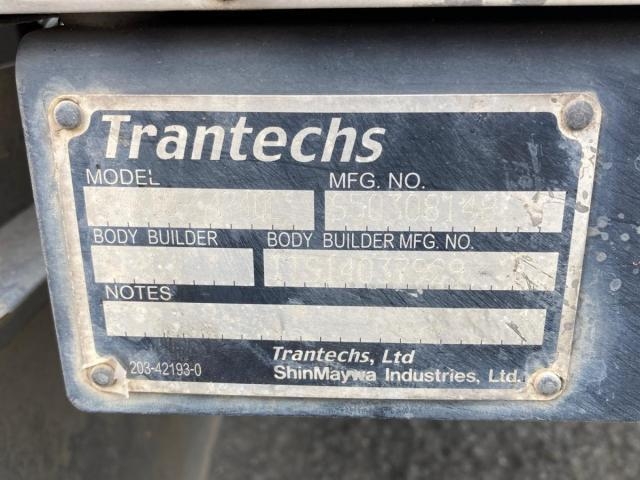 Trantechs
MODEL MFG. NO.
BODY BUILDER BODY BUILDER MFG. NO.
NOTES
Trantechs, Ltd
203-42193-0 ShinMaywa Industries, Ltd.